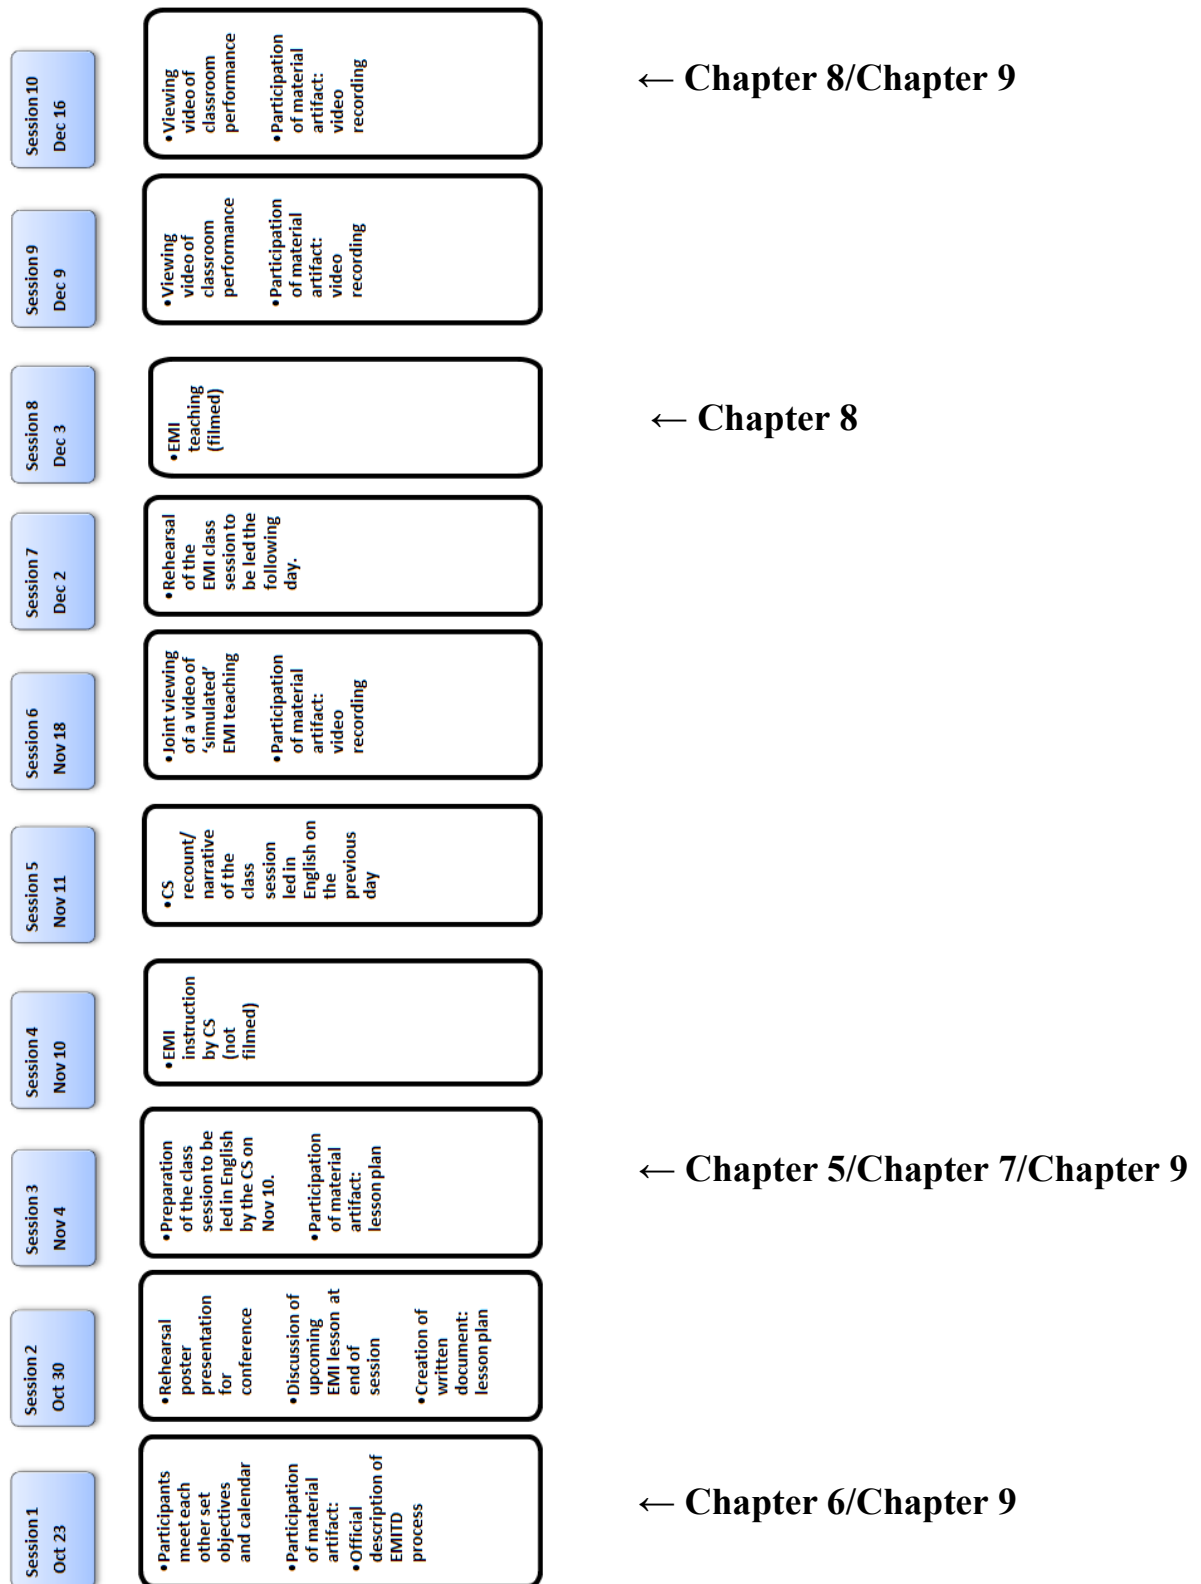 Session 10
Dec 16
•Viewing
video of
classroom
performance
•Participation
of material
artifact:
video
recording
← Chapter 8/Chapter 9
Session 9
Dec 9
•Viewing
video of
classroom
performance
•Participation
of material
artifact:
video
recording
Session 8
Dec 3
•EMI
teaching
(filmed)
← Chapter 8
Session 7
Dec 2
•Rehearsal
of the
EMI class
session to
be led the
following
day.
Session 6
Nov 18
•Joint viewing
of a video of
‘simulated’
EMI teaching
•Participation
of material
artifact:
video
recording
Session 5
Nov 11
•CS
recount/
narrative
of the
class
session
led in
English on
the
previous
day
Session 4
Nov 10
•EMI
instruction
by CS
(not
filmed)
Session 3
Nov 4
•Preparation
of the class
session to be
led in English
by the CS on
Nov 10.
•Participation
of material
artifact:
lesson plan
← Chapter 5/Chapter 7/Chapter 9
Session 2
Oct 30
•Rehearsal
poster
presentation
for
conference
•Discussion of
upcoming
EMI lesson at
end of
session
•Creation of
written
document:
lesson plan
Session 1
Oct 23
•Participants
meet each
other set
objectives
and calendar
•Participation
of material
artifact:
•Official
description of
EMITD
process
← Chapter 6/Chapter 9